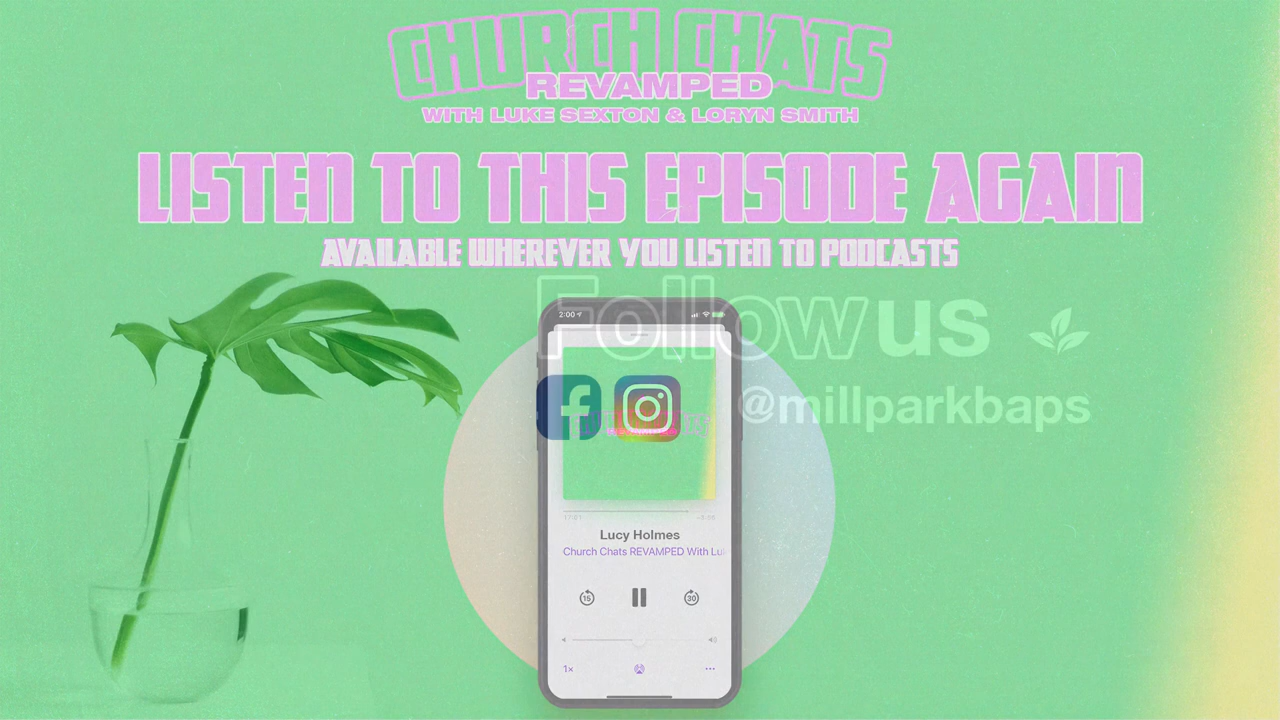 CHURCH CHATS
REVAMPED
WITH LUKE SEXTON & LORYN SMITH
LISTEN TO THIS EPISODE AGAIN
AVAILABLE WHEREVER YOU LISTEN TO PODCASTS
Follow us
2:00
@millparkbaps
Lucy Holmes
Church Chats REVAMPED With Lu
15
30
1×